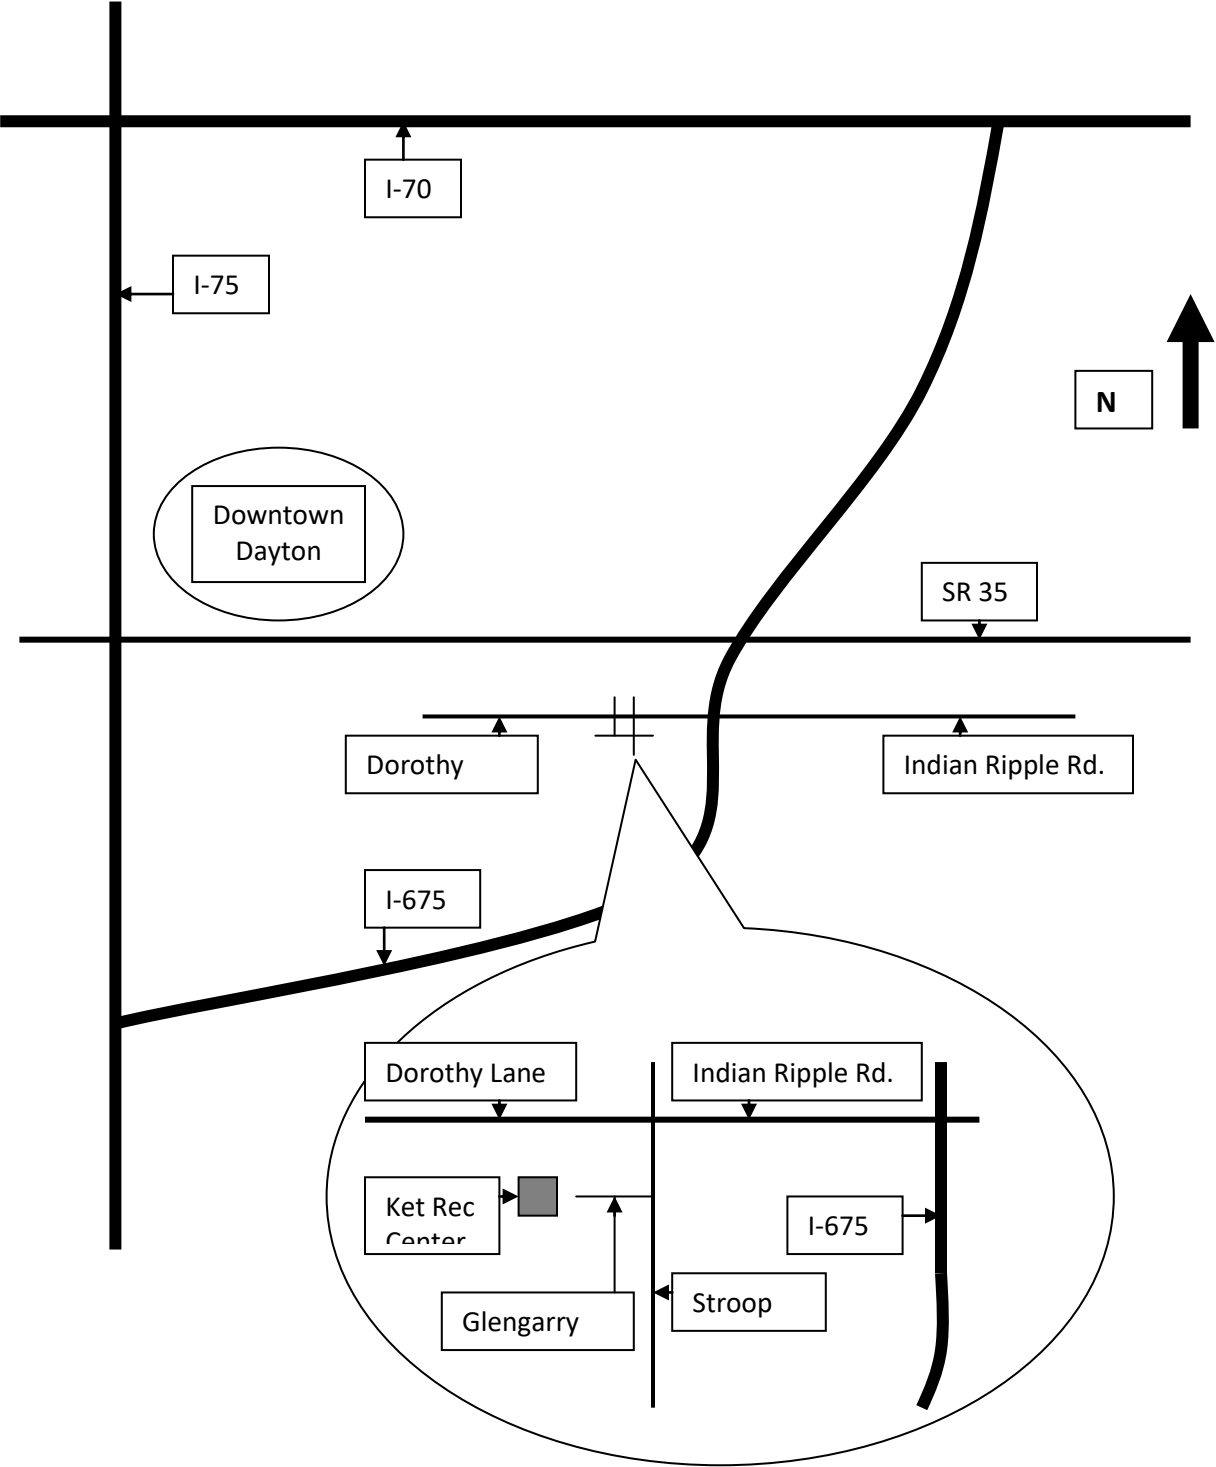 I-70
I-75
N
Downtown
Dayton
SR 35
Dorothy
Indian Ripple Rd.
I-675
Dorothy Lane
Indian Ripple Rd.
Ket Rec
Center
I-675
Stroop
Glengarry